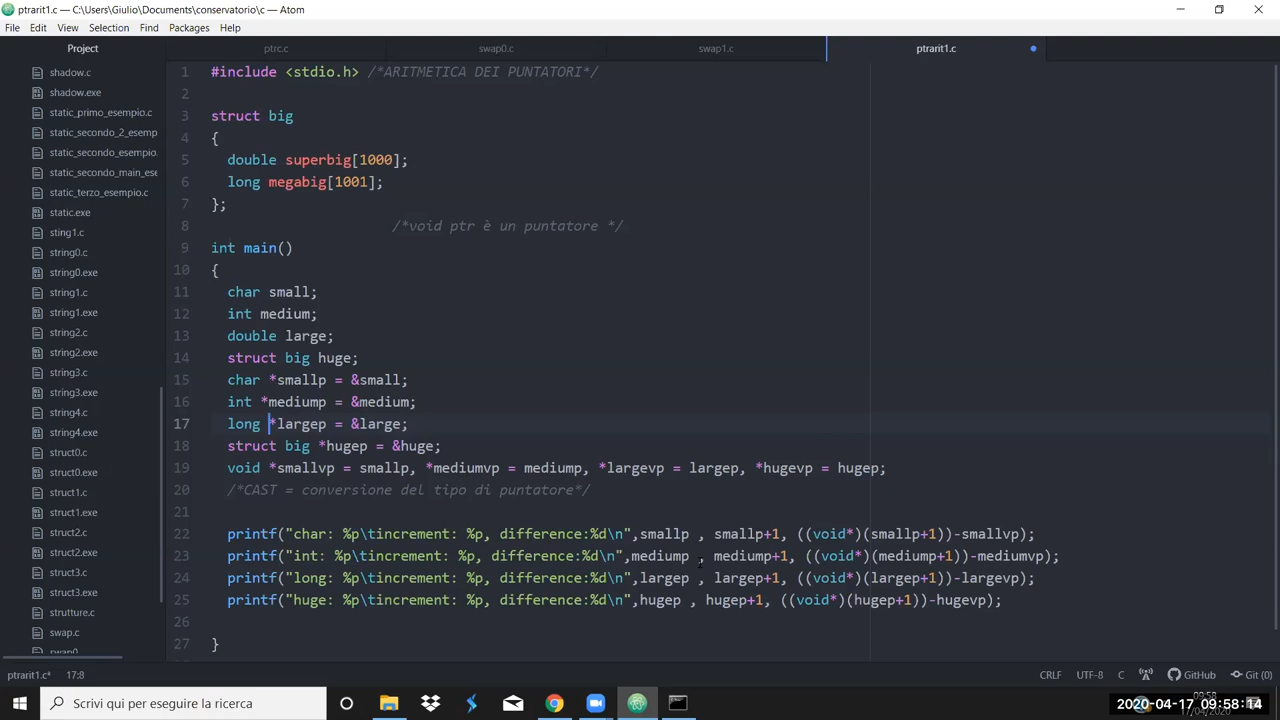 ptrarit1.c — C:\Users\Giulio\Documents\conservatorio\c — Atom
File Edit View Selection Find Packages Help
Project
ptrc.c
swap0.c
swap1.c
ptrarit1.c
shadow.c
shadow.exe
static_primo_esempio.c
static_secondo_2_esemp
static_secondo_esempio.
static_secondo_main_ese
static_terzo_esempio.c
static.exe
sting1.c
string0.c
string0.exe
string1.c
string1.exe
string2.c
string2.exe
string3.c
string3.exe
string4.c
string4.exe
struct0.c
struct0.exe
struct1.c
struct1.exe
struct2.c
struct2.exe
struct3.c
struct3.exe
strutture.c
swap.c
swap0
1 #include <stdio.h> /*ARITMETICA DEI PUNTATORI*/
2
3 struct big
4 {
5 double superbig[1000];
6 long megabig[1001];
7 };
8 /*void ptr è un puntatore */
9 int main()
10 {
11 char small;
12 int medium;
13 double large;
14 struct big huge;
15 char *smallp = &small;
16 int *mediump = &medium;
17 long *largep = &large;
18 struct big *hugep = &huge;
19 void *smallvp = smallp, *mediumvp = mediump, *largevp = largep, *hugevp = hugep;
20 /*CAST = conversione del tipo di puntatore*/
21
22 printf("char: %p\tincrement: %p, difference:%d\n",smallp , smallp+1, ((void*)(smallp+1))-smallvp);
23 printf("int: %p\tincrement: %p, difference:%d\n",mediump , mediump+1, ((void*)(mediump+1))-mediumvp);
24 printf("long: %p\tincrement: %p, difference:%d\n",largep , largep+1, ((void*)(largep+1))-largevp);
25 printf("huge: %p\tincrement: %p, difference:%d\n",hugep , hugep+1, ((void*)(hugep+1))-hugevp);
26
27 }
ptrarit1.c* 17:8 CRLF UTF-8 C GitHub Git (0)
Scrivi qui per eseguire la ricerca
09:58
2020-04-17 09:58:14
17/04/2020